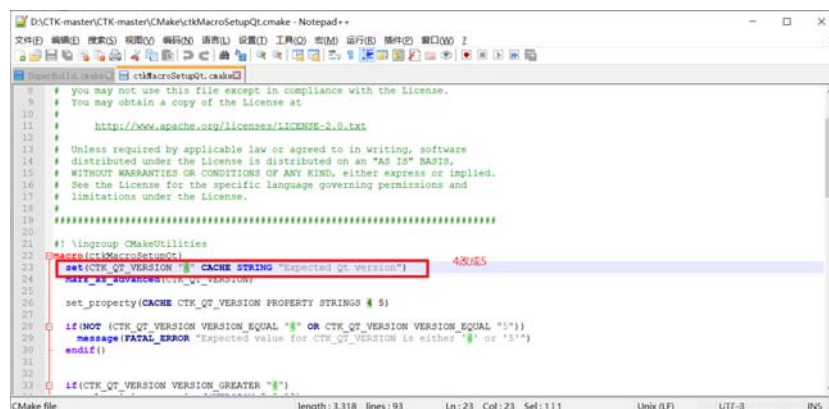 D:\CTK-master\CTK-master\CMake\ctkMacroSetupQt.cmake - Notepad++
文件(F) 编辑(E) 搜索(S) 视图(V) 编码(N) 语言(L) 设置(T) 工具(O) 宏(M) 运行(R) 插件(P) 窗口(W) ?
SuperBuild.cmake ctkMacroSetupQt.cmake
8 # you may not use this file except in compliance with the License.
9 # You may obtain a copy of the License at
10 #
11 # http://www.apache.org/licenses/LICENSE-2.0.txt
12 #
13 # Unless required by applicable law or agreed to in writing, software
14 # distributed under the License is distributed on an "AS IS" BASIS,
15 # WITHOUT WARRANTIES OR CONDITIONS OF ANY KIND, either express or implied.
16 # See the License for the specific language governing permissions and
17 # limitations under the License.
18 #
19 ###########################################################################
20
21 #! \ingroup CMakeUtilities
22 macro(ctkMacroSetupQt)
23 set(CTK_QT_VERSION "4" CACHE STRING "Expected Qt version")
4改成5
24 mark_as_advanced(CTK_QT_VERSION)
25
26 set_property(CACHE CTK_QT_VERSION PROPERTY STRINGS 4 5)
27
28 if(NOT (CTK_QT_VERSION VERSION_EQUAL "4" OR CTK_QT_VERSION VERSION_EQUAL "5"))
29 message(FATAL_ERROR "Expected value for CTK_QT_VERSION is either '4' or '5'")
30 endif()
31
32
33 if(CTK_QT_VERSION VERSION_GREATER "4")
CMake file length : 3,318 lines : 93 Ln : 23 Col : 23 Sel : 1 | 1 Unix (LF) UTF-8 INS